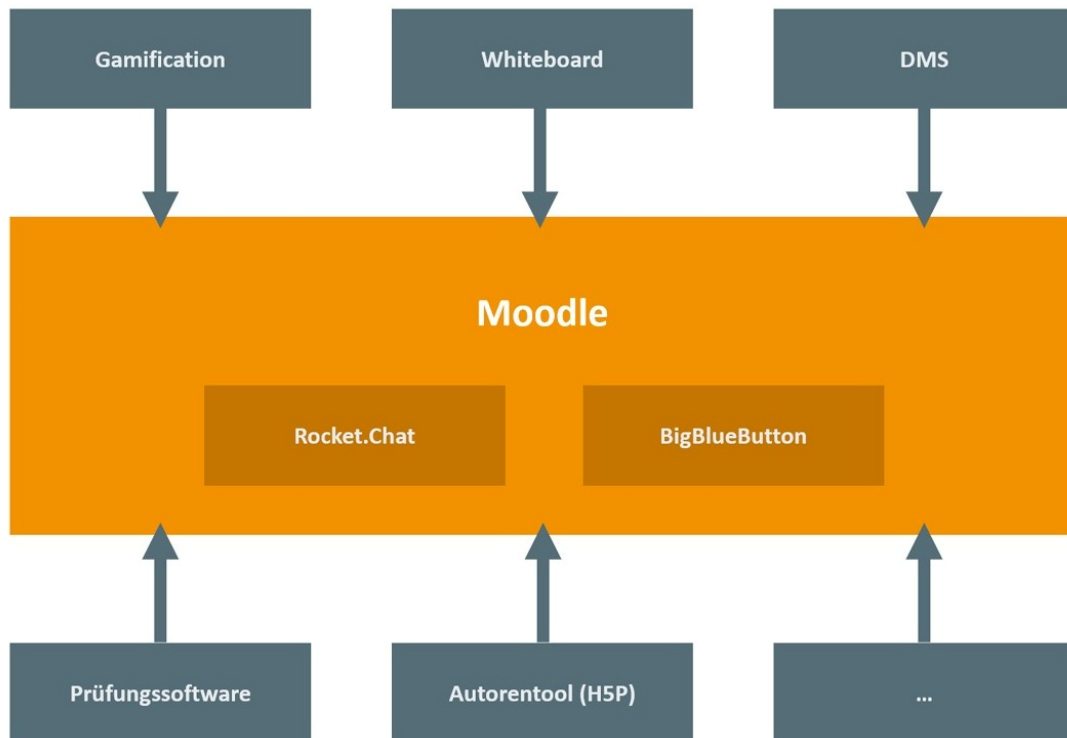 Gamification
Whiteboard
DMS
Moodle
Rocket.Chat
BigBlueButton
Prüfungssoftware
Autorentool (H5P)
...